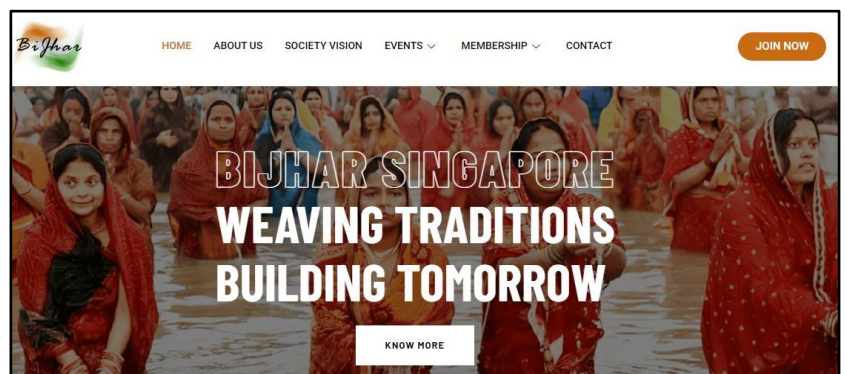 BiJhar
HOME ABOUT US SOCIETY VISION EVENTS MEMBERSHIP CONTACT JOIN NOW
BIJHAR SINGAPORE
WEAVING TRADITIONS
BUILDING TOMORROW
KNOW MORE